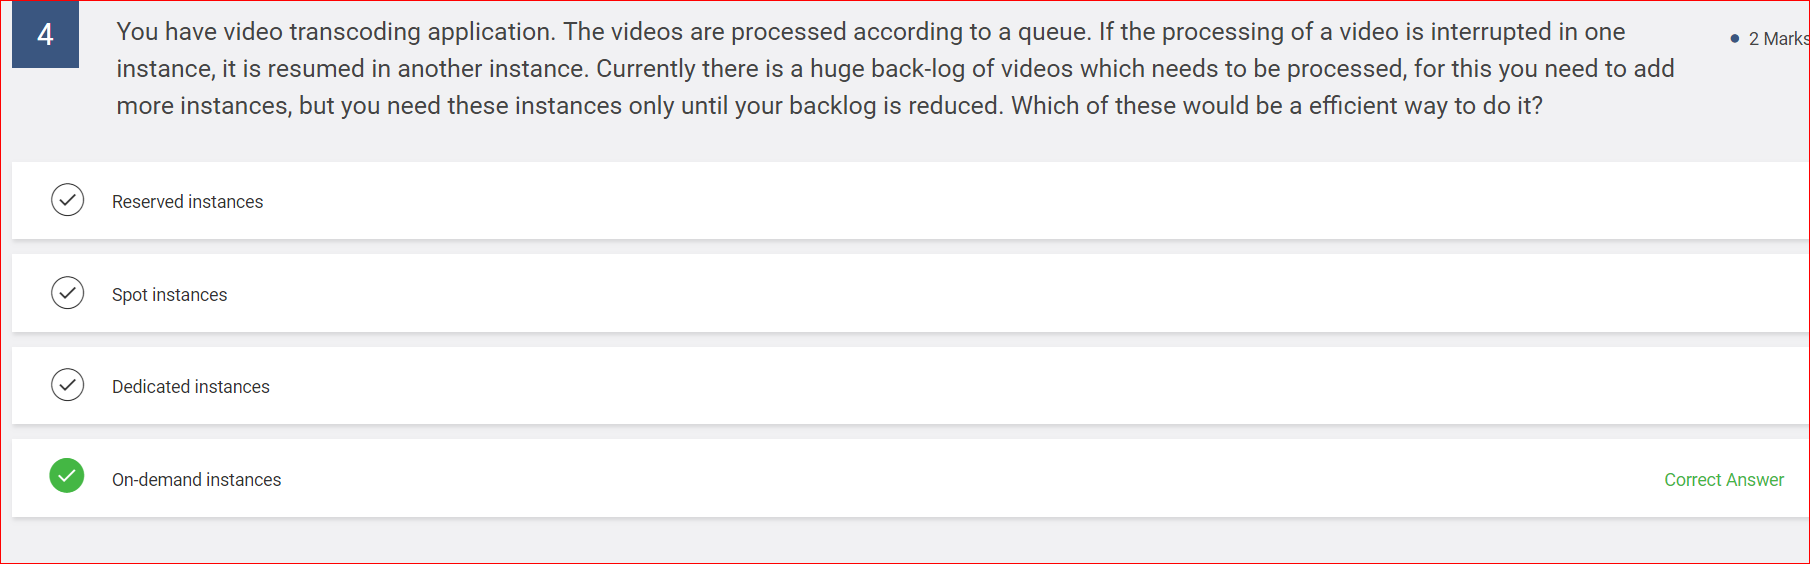 4
You have video transcoding application. The videos are processed according to a queue. If the processing of a video is interrupted in one
instance, it is resumed in another instance. Currently there is a huge back-log of videos which needs to be processed, for this you need to add
more instances, but you need these instances only until your backlog is reduced. Which of these would be a efficient way to do it?
• 2 Marks
Reserved instances
Spot instances
Dedicated instances
On-demand instances
Correct Answer